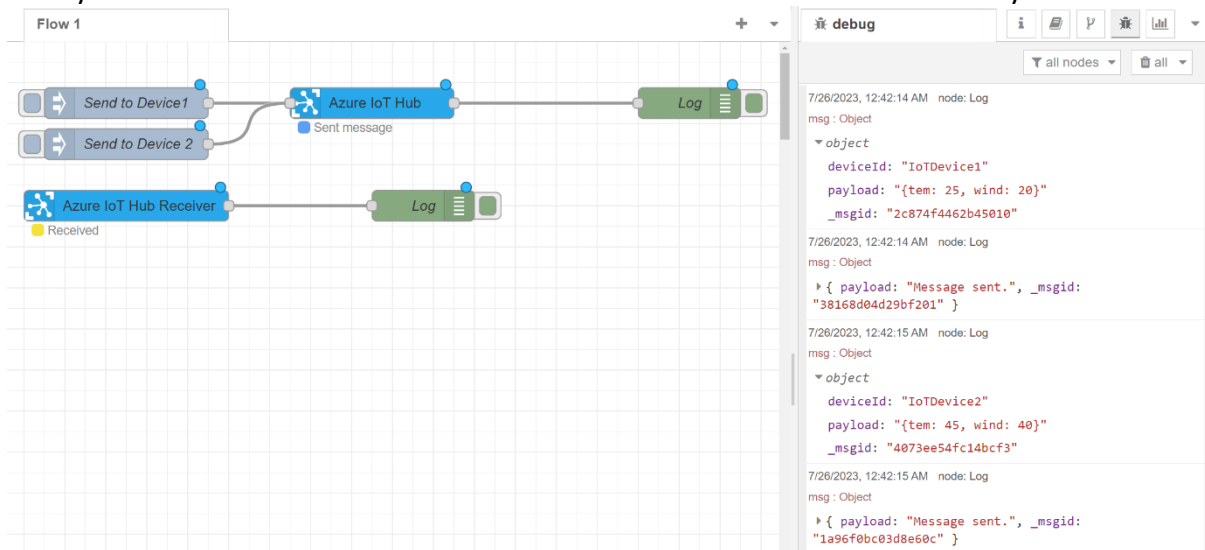 Flow 1
Send to Device1
Azure IoT Hub
Log
Sent message
Send to Device 2
Azure IoT Hub Receiver
Log
Received
debug
i
all nodes
all
7/26/2023, 12:42:14 AM node: Log
msg : Object
object
deviceId: "IoTDevice1"
payload: "{tem: 25, wind: 20}"
_msgid: "2c874f4462b45010"
7/26/2023, 12:42:14 AM node: Log
msg : Object
{ payload: "Message sent.", _msgid:
"38168d04d29bf201" }
7/26/2023, 12:42:15 AM node: Log
msg : Object
object
deviceId: "IoTDevice2"
payload: "{tem: 45, wind: 40}"
_msgid: "4073ee54fc14bcf3"
7/26/2023, 12:42:15 AM node: Log
msg : Object
{ payload: "Message sent.", _msgid:
"1a96f0bc03d8e60c" }